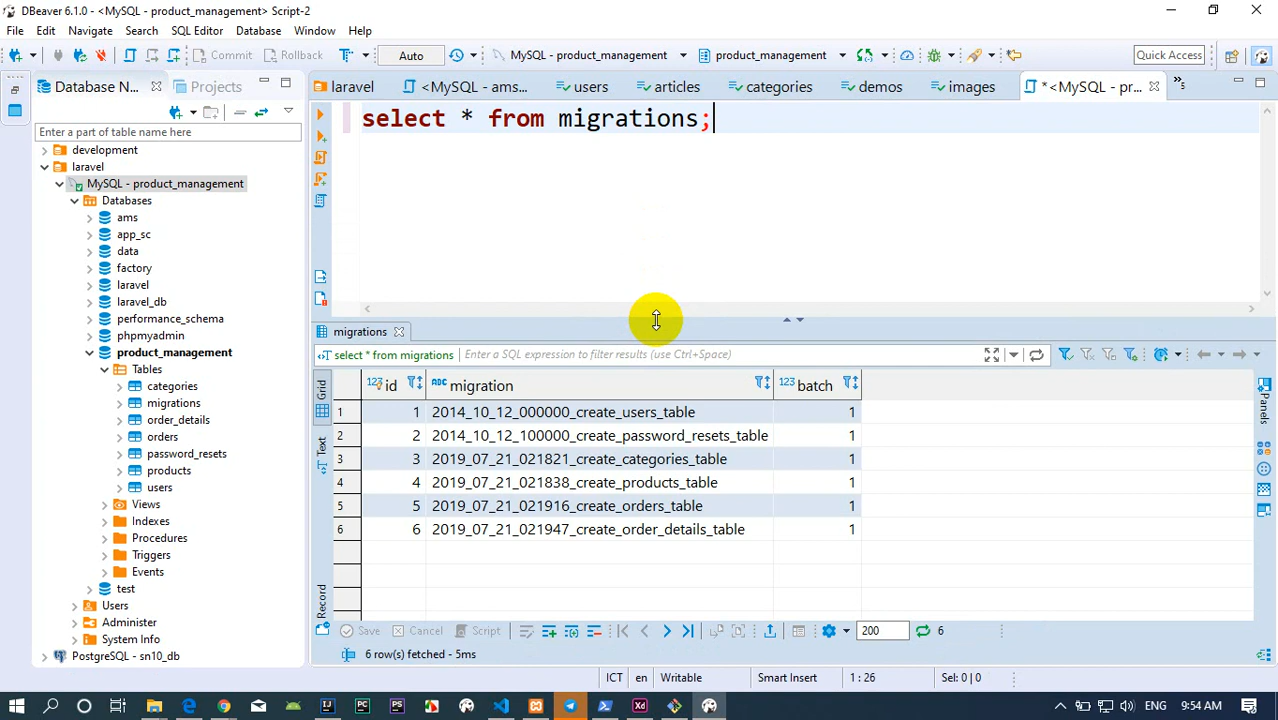 DBeaver 6.1.0 - <MySQL - product_management> Script-2
File Edit Navigate Search SQL Editor Database Window Help
Commit Rollback Auto MySQL - product_management product_management Quick Access
Database N... Projects
laravel <MySQL - ams... users articles categories demos images *<MySQL - pr...
Enter a part of table name here
development
laravel
MySQL - product_management
Databases
ams
app_sc
data
factory
laravel
laravel_db
performance_schema
phpmyadmin
product_management
Tables
categories
migrations
order_details
orders
password_resets
products
users
Views
Indexes
Procedures
Triggers
Events
test
Users
Administer
System Info
PostgreSQL - sn10_db
select * from migrations;
migrations
select * from migrations Enter a SQL expression to filter results (use Ctrl+Space)
Grid
Text
Record
Panels
123 id ABC migration 123 batch
1 1 2014_10_12_000000_create_users_table 1
2 2 2014_10_12_100000_create_password_resets_table 1
3 3 2019_07_21_021821_create_categories_table 1
4 4 2019_07_21_021838_create_products_table 1
5 5 2019_07_21_021916_create_orders_table 1
6 6 2019_07_21_021947_create_order_details_table 1
Save Cancel Script 200 6
6 row(s) fetched - 5ms
ICT en Writable Smart Insert 1 : 26 Sel: 0 | 0
ENG 9:54 AM